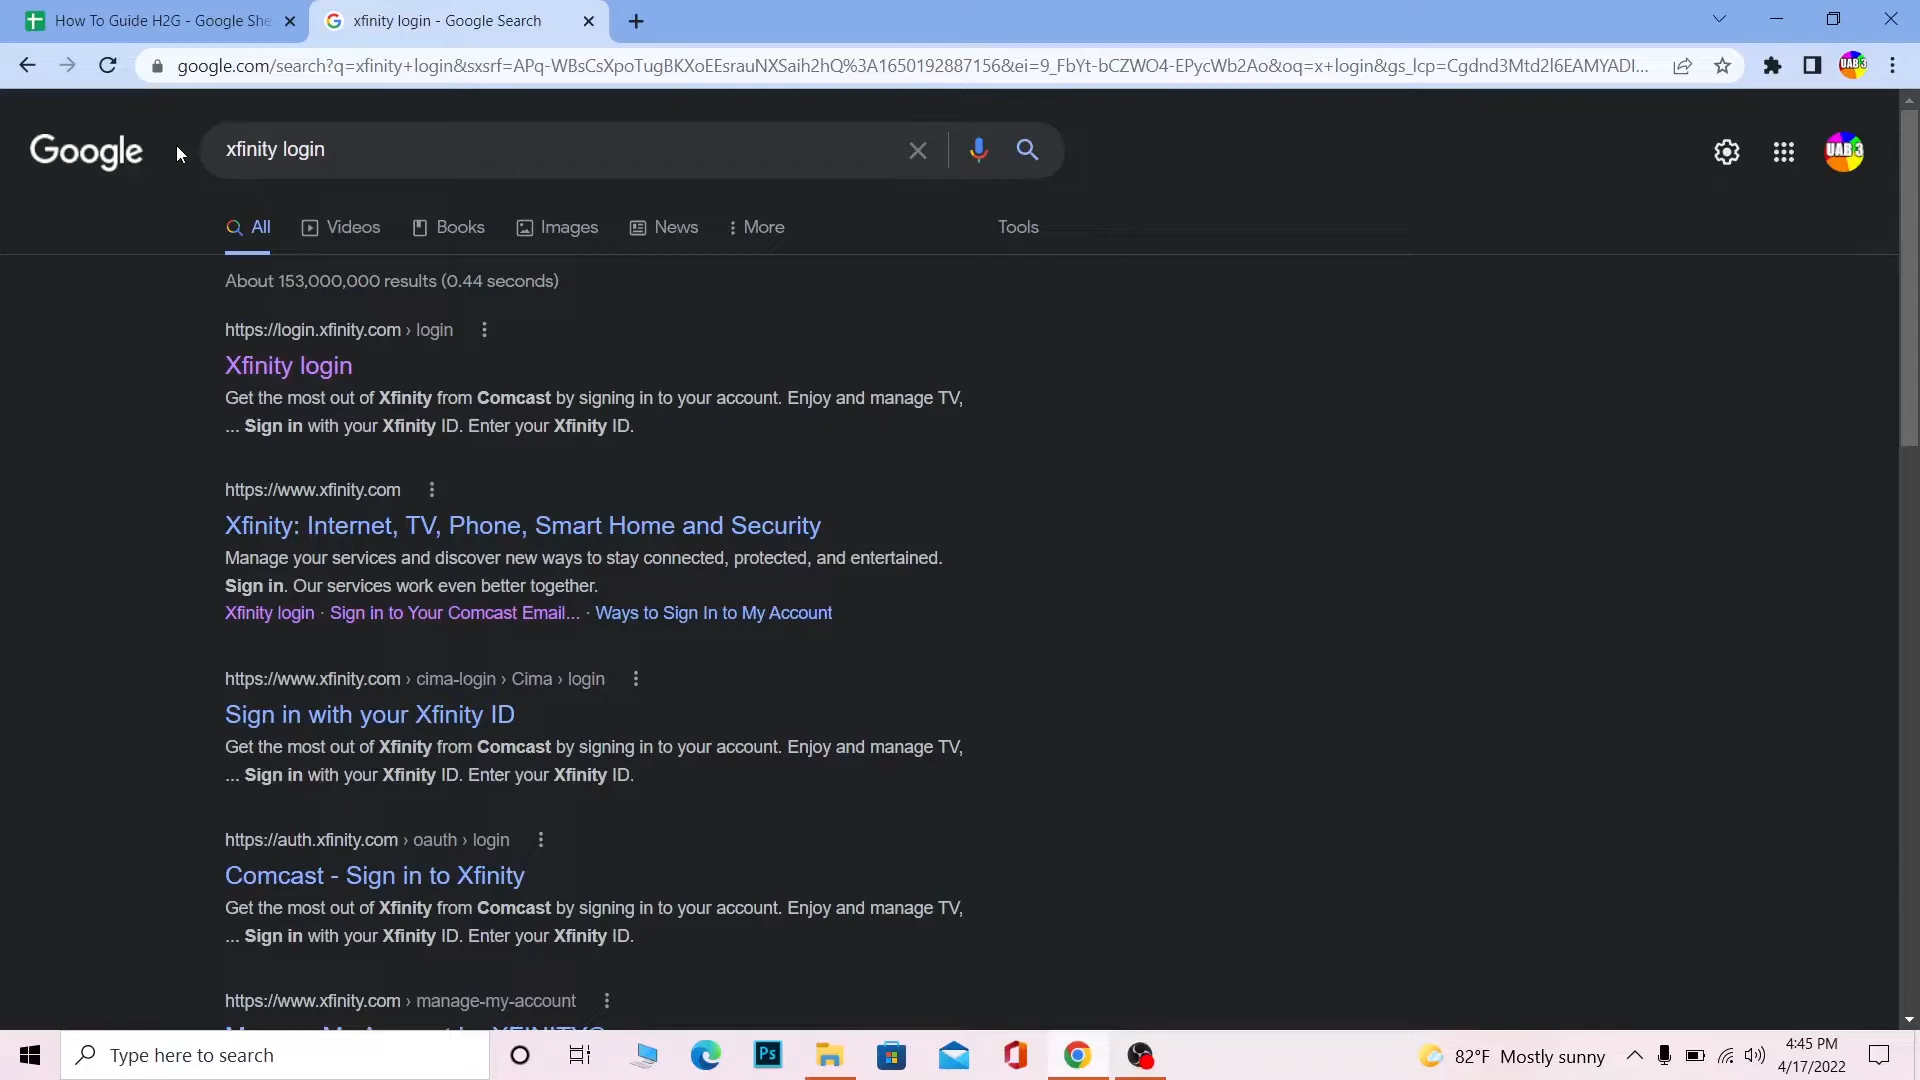 How To Guide H2G - Google She
xfinity login - Google Search
google.com/search?q=xfinity+login&sxsrf=APq-WBsCsXpoTugBKXoEEsrauNXSaih2hQ%3A1650192887156&ei=9_FbYt-bCZWO4-EPycWb2Ao&oq=x+login&gs_lcp=Cgdnd3Mtd2l6EAMYADI...
UAB 3
Google
xfinity login
UAB 3
All
Videos
Books
Images
News
More
Tools
About 153,000,000 results (0.44 seconds)
https://login.xfinity.com › login
Xfinity login
Get the most out of Xfinity from Comcast by signing in to your account. Enjoy and manage TV,
... Sign in with your Xfinity ID. Enter your Xfinity ID.
https://www.xfinity.com
Xfinity: Internet, TV, Phone, Smart Home and Security
Manage your services and discover new ways to stay connected, protected, and entertained.
Sign in. Our services work even better together.
Xfinity login · Sign in to Your Comcast Email... · Ways to Sign In to My Account
https://www.xfinity.com › cima-login › Cima › login
Sign in with your Xfinity ID
Get the most out of Xfinity from Comcast by signing in to your account. Enjoy and manage TV,
... Sign in with your Xfinity ID. Enter your Xfinity ID.
https://auth.xfinity.com › oauth › login
Comcast - Sign in to Xfinity
Get the most out of Xfinity from Comcast by signing in to your account. Enjoy and manage TV,
... Sign in with your Xfinity ID. Enter your Xfinity ID.
https://www.xfinity.com › manage-my-account
Type here to search
Ps
82°F Mostly sunny
4:45 PM
4/17/2022